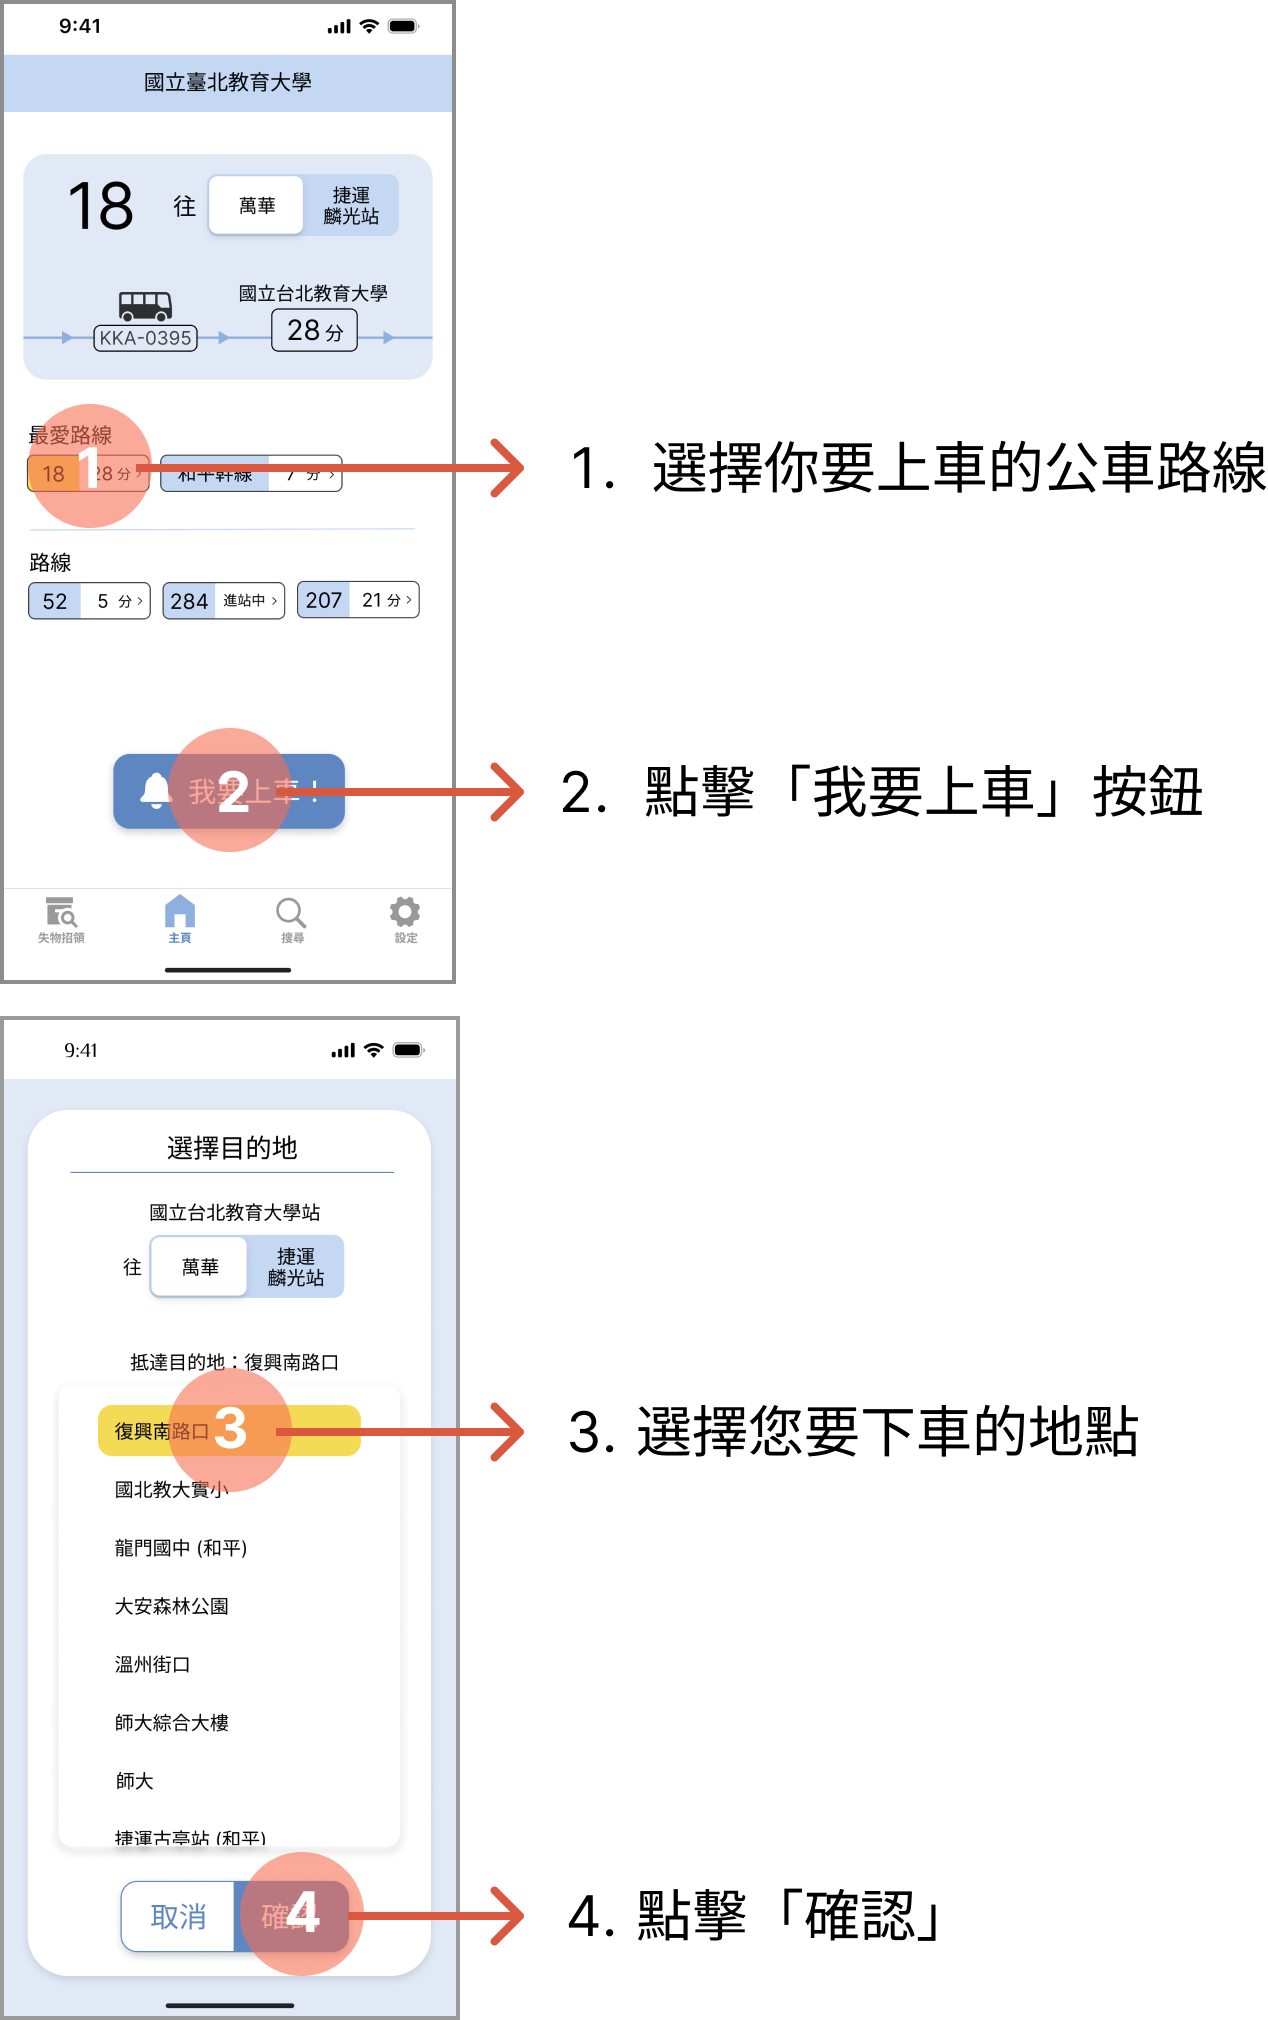 9:41
國立臺北教育大學
18 往 萬華 捷運
麟光站
國立台北教育大學
KKA-0395 28 分
最愛路線
18 28 分 和平幹線 7 分
1
1. 選擇你要上車的公車路線
路線
52 5 分 284 進站中 207 21 分
我要上車！
2
2. 點擊「我要上車」按鈕
失物招領 主頁 搜尋 設定
9:41
選擇目的地
國立台北教育大學站
往 萬華 捷運
麟光站
抵達目的地：復興南路口
復興南路口
3
3. 選擇您要下車的地點
國北教大實小
龍門國中 (和平)
大安森林公園
溫州街口
師大綜合大樓
師大
捷運古亭站 (和平)
取消 確認
4
4. 點擊「確認」